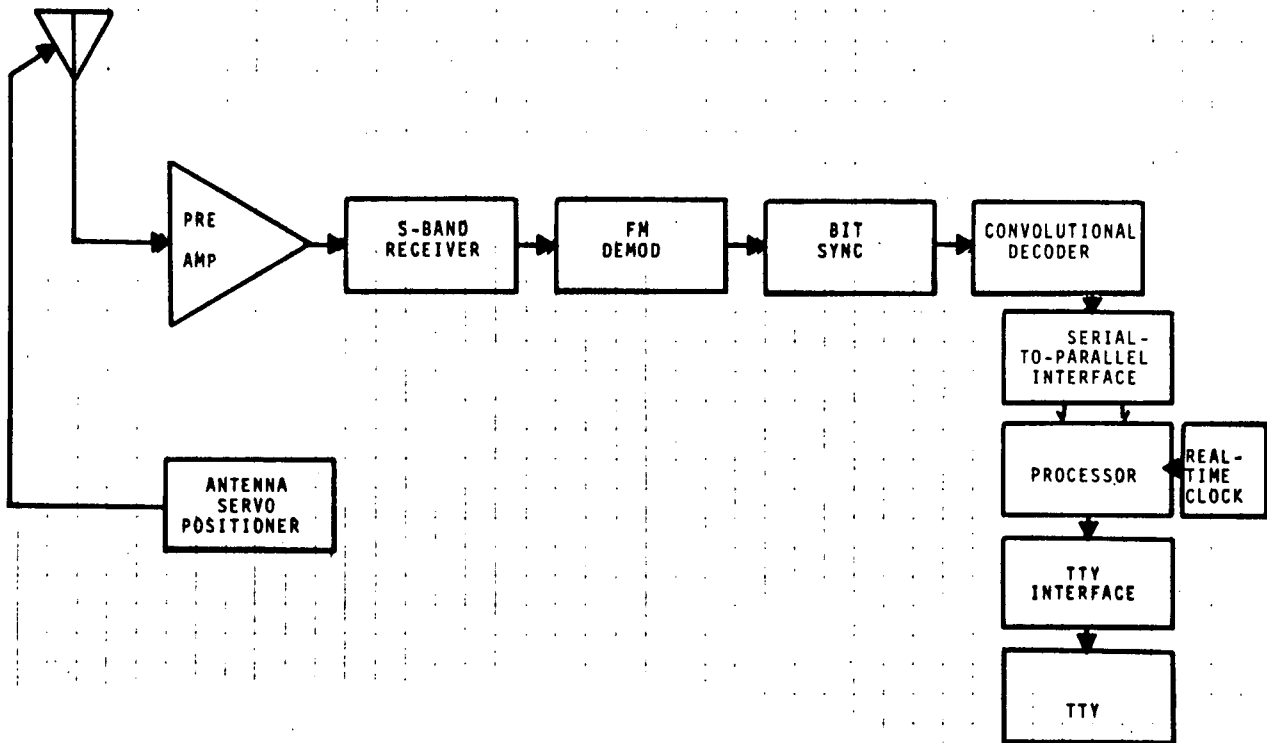 PRE
AMP
S-BAND
RECEIVER
FM
DEMOD
BIT
SYNC
CONVOLUTIONAL
DECODER
SERIAL-
TO-PARALLEL
INTERFACE
PROCESSOR
REAL-
TIME
CLOCK
ANTENNA
SERVO
POSITIONER
TTY
INTERFACE
TTY